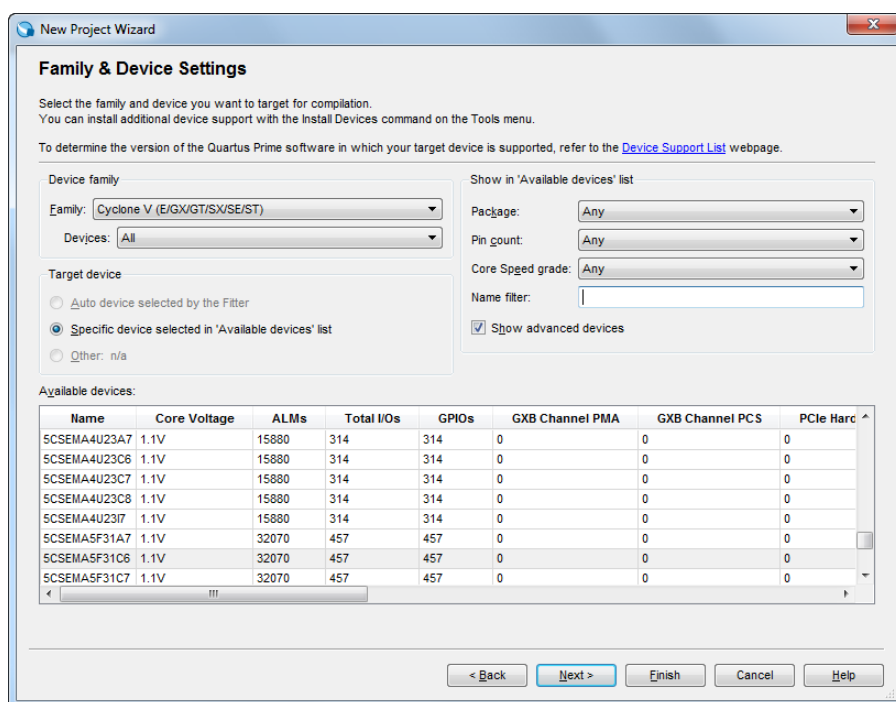 New Project Wizard
Family & Device Settings
Select the family and device you want to target for compilation.
You can install additional device support with the Install Devices command on the Tools menu.
To determine the version of the Quartus Prime software in which your target device is supported, refer to the Device Support List webpage.
Device family
Family: Cyclone V (E/GX/GT/SX/SE/ST)
Devices: All
Target device
Auto device selected by the Fitter
Specific device selected in 'Available devices' list
Other: n/a
Show in 'Available devices' list
Package: Any
Pin count: Any
Core Speed grade: Any
Name filter:
Show advanced devices
Available devices:
Name Core Voltage ALMs Total I/Os GPIOs GXB Channel PMA GXB Channel PCS PCIe Hard
5CSEMA4U23A7 1.1V 15880 314 314 0 0 0
5CSEMA4U23C6 1.1V 15880 314 314 0 0 0
5CSEMA4U23C7 1.1V 15880 314 314 0 0 0
5CSEMA4U23C8 1.1V 15880 314 314 0 0 0
5CSEMA4U23I7 1.1V 15880 314 314 0 0 0
5CSEMA5F31A7 1.1V 32070 457 457 0 0 0
5CSEMA5F31C6 1.1V 32070 457 457 0 0 0
5CSEMA5F31C7 1.1V 32070 457 457 0 0 0
< Back Next > Finish Cancel Help